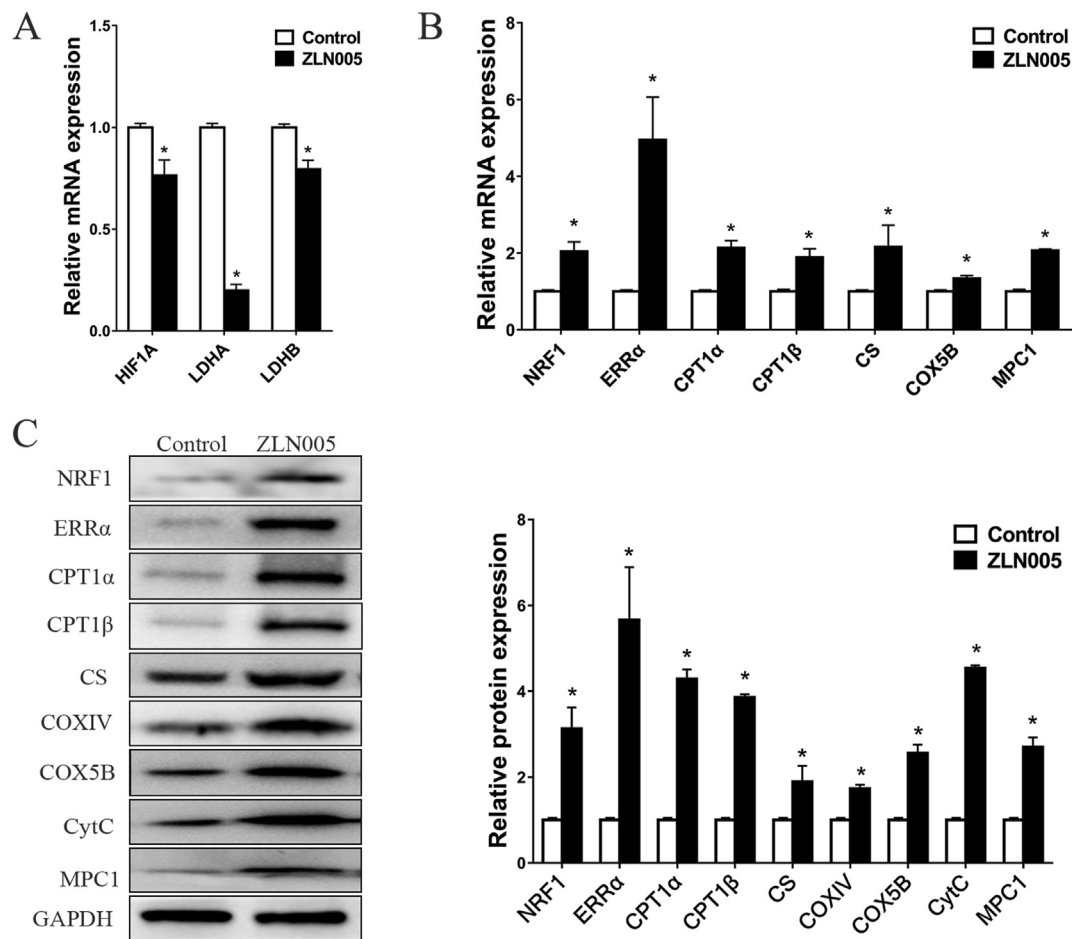 A
Relative mRNA expression
1.5
1.0
0.5
0.0
Control
ZLN005
*
*
*
HIF1A
LDHA
LDHB
B
Relative mRNA expression
8
6
4
2
0
Control
ZLN005
*
*
*
*
*
*
*
NRF1
ERRα
CPT1α
CPT1β
CS
COX5B
MPC1
C
Control ZLN005
NRF1
ERRα
CPT1α
CPT1β
CS
COXIV
COX5B
CytC
MPC1
GAPDH
Relative protein expression
8
6
4
2
0
Control
ZLN005
*
*
*
*
*
*
*
*
*
NRF1
ERRα
CPT1α
CPT1β
CS
COXIV
COX5B
CytC
MPC1